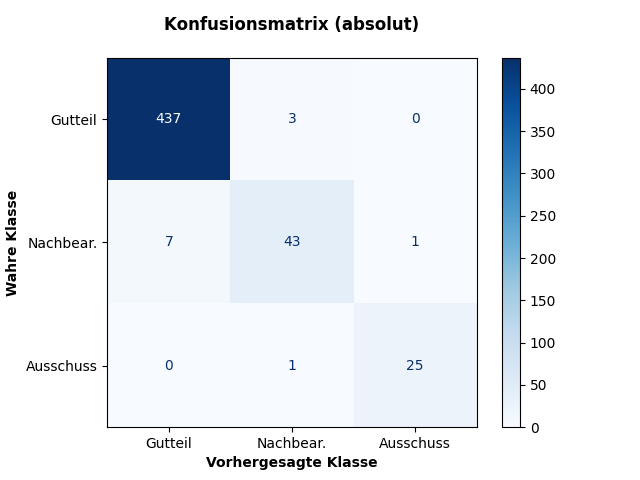 Konfusionsmatrix (absolut)
Wahre Klasse
Gutteil 437 3 0
Nachbear. 7 43 1
Ausschuss 0 1 25
Gutteil Nachbear. Ausschuss
Vorhergesagte Klasse
400
350
300
250
200
150
100
50
0